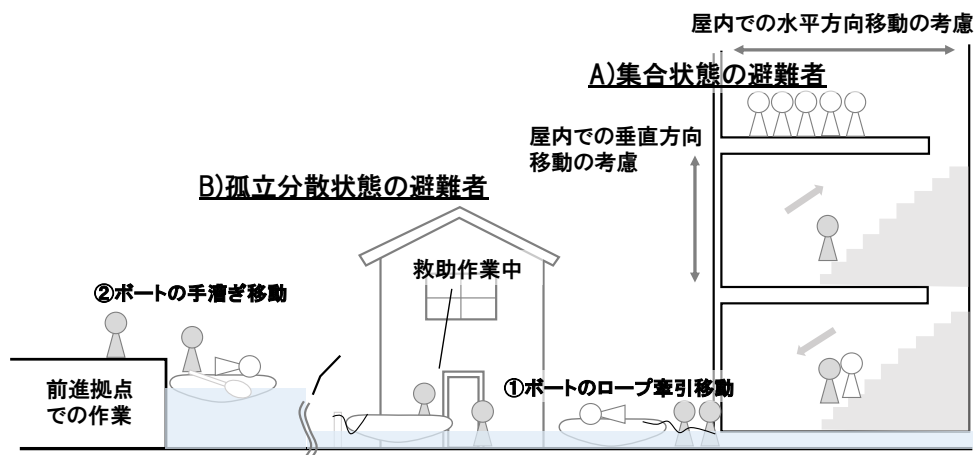 屋内での水平方向移動の考慮
A)集合状態の避難者
屋内での垂直方向
移動の考慮
B)孤立分散状態の避難者
救助作業中
②ボートの手漕ぎ移動
①ボートのロープ牽引移動
前進拠点
での作業